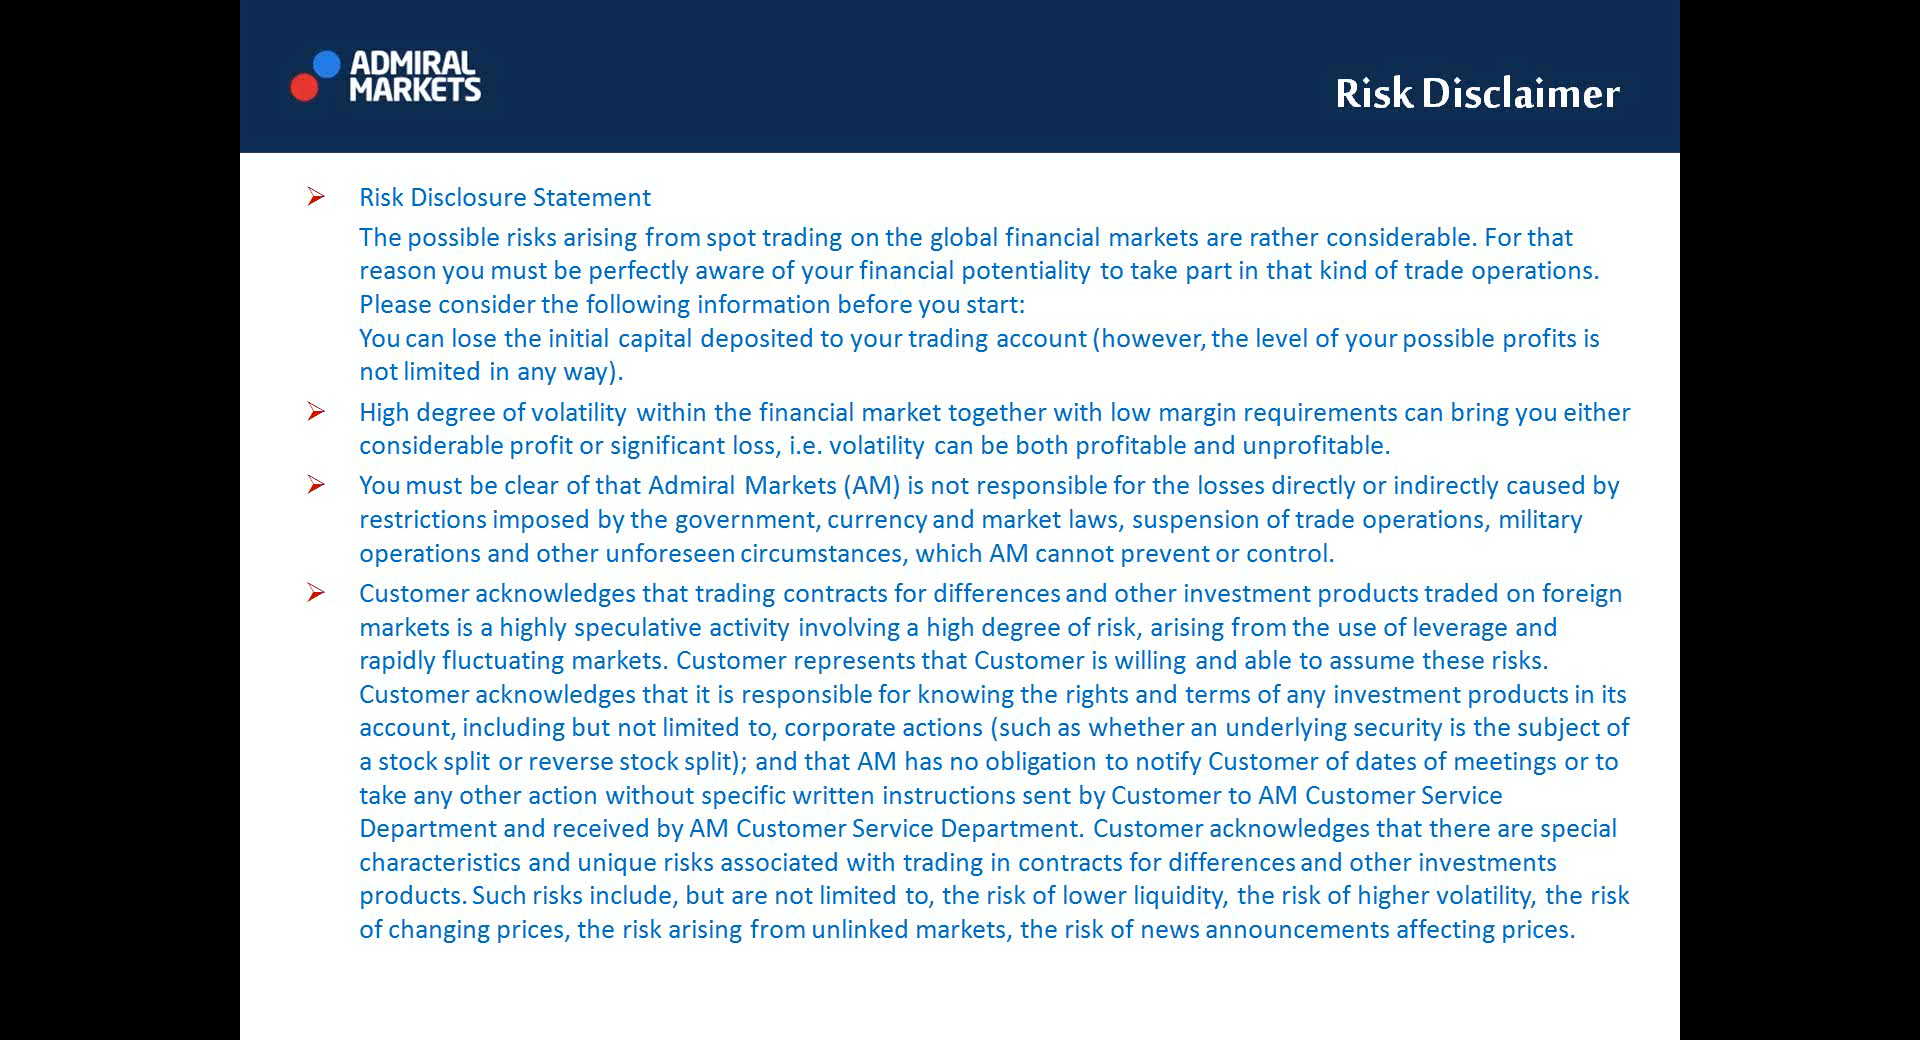 ADMIRAL
MARKETS
Risk Disclaimer
Risk Disclosure Statement
The possible risks arising from spot trading on the global financial markets are rather considerable. For that
reason you must be perfectly aware of your financial potentiality to take part in that kind of trade operations.
Please consider the following information before you start:
You can lose the initial capital deposited to your trading account (however, the level of your possible profits is
not limited in any way).
High degree of volatility within the financial market together with low margin requirements can bring you either
considerable profit or significant loss, i.e. volatility can be both profitable and unprofitable.
You must be clear of that Admiral Markets (AM) is not responsible for the losses directly or indirectly caused by
restrictions imposed by the government, currency and market laws, suspension of trade operations, military
operations and other unforeseen circumstances, which AM cannot prevent or control.
Customer acknowledges that trading contracts for differences and other investment products traded on foreign
markets is a highly speculative activity involving a high degree of risk, arising from the use of leverage and
rapidly fluctuating markets. Customer represents that Customer is willing and able to assume these risks.
Customer acknowledges that it is responsible for knowing the rights and terms of any investment products in its
account, including but not limited to, corporate actions (such as whether an underlying security is the subject of
a stock split or reverse stock split); and that AM has no obligation to notify Customer of dates of meetings or to
take any other action without specific written instructions sent by Customer to AM Customer Service
Department and received by AM Customer Service Department. Customer acknowledges that there are special
characteristics and unique risks associated with trading in contracts for differences and other investments
products. Such risks include, but are not limited to, the risk of lower liquidity, the risk of higher volatility, the risk
of changing prices, the risk arising from unlinked markets, the risk of news announcements affecting prices.